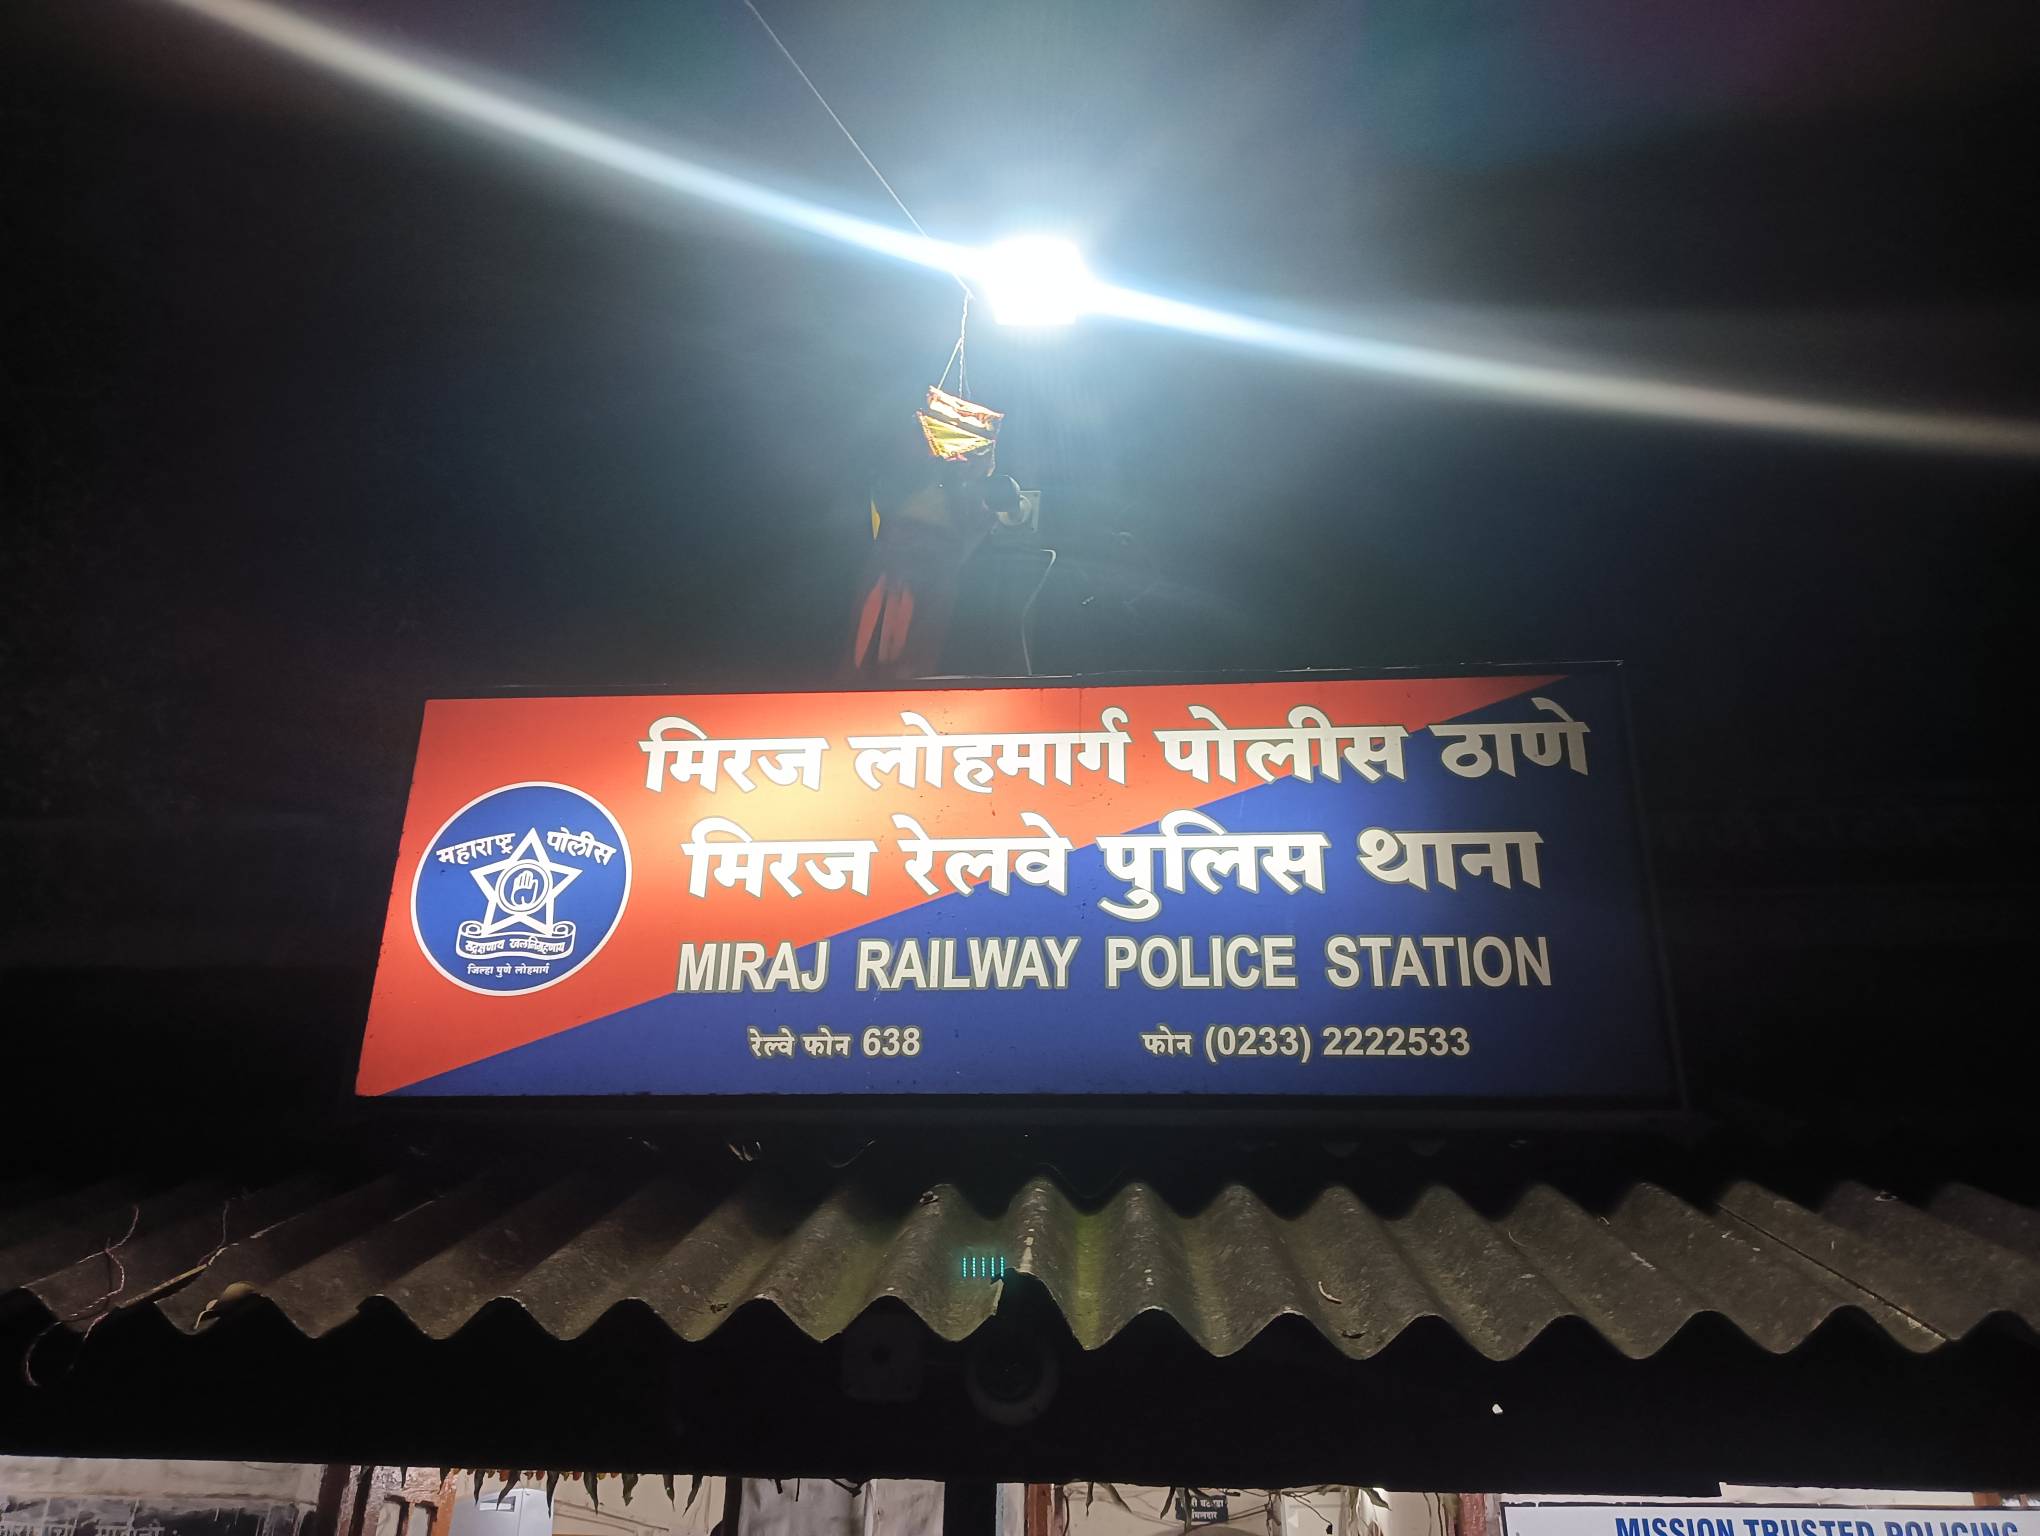 मिरज लोहमार्ग पोलीस ठाणे
मिरज रेलवे पुलिस थाना
MIRAJ RAILWAY POLICE STATION
रेल्वे फोन 638 फोन (0233) 2222533
महाराष्ट्र पोलीस
सद्रक्षणाय खलनिग्रहणाय
जिल्हा पुणे लोहमार्ग
MISSION TRUSTED POLICING